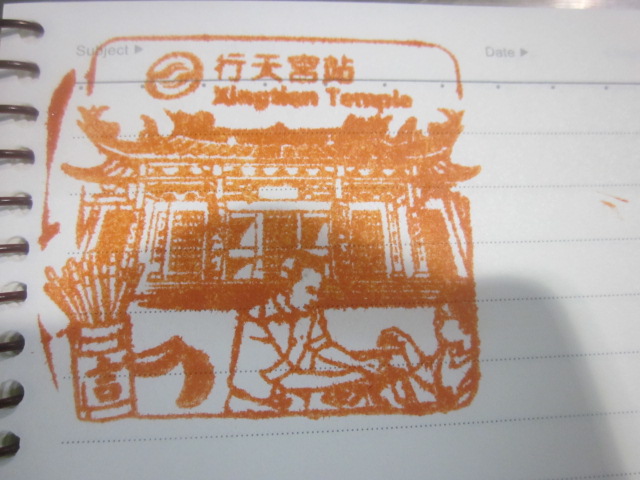 Subject ▶
Date ▶
行天宮站
Xingtian Temple
吉